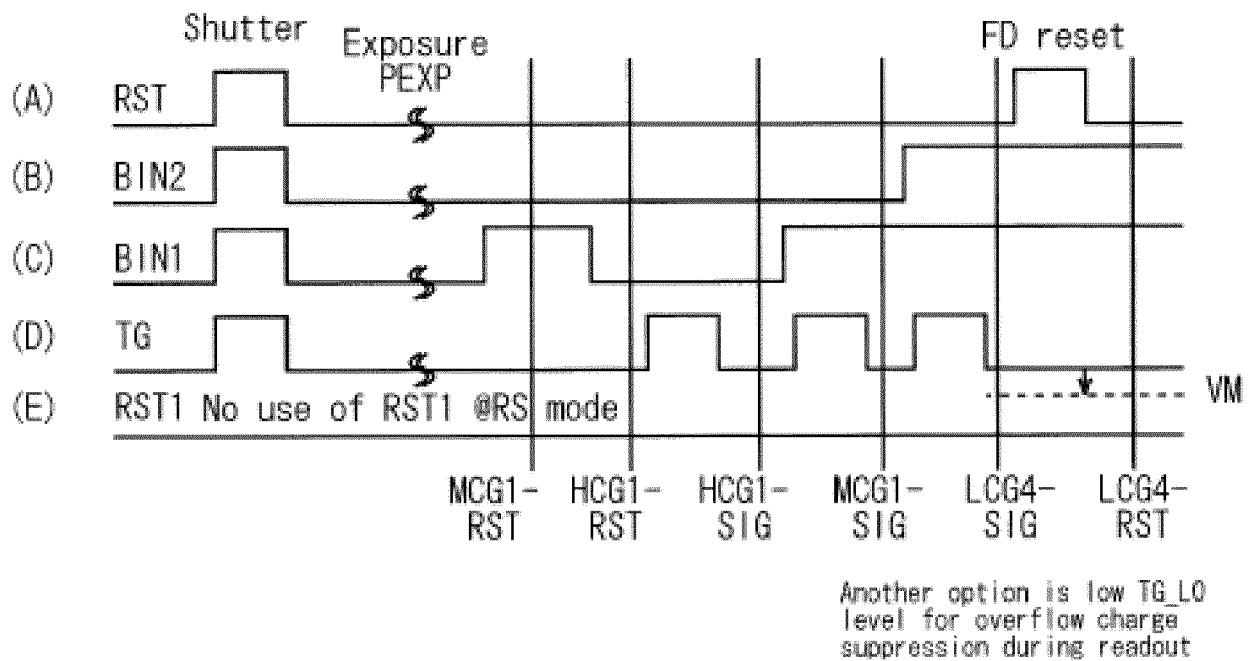 Shutter
Exposure
PEXP
FD reset
(A) RST
(B) BIN2
(C) BIN1
(D) TG
VM
(E) RST1 No use of RST1 @RS mode
MCG1-
RST
HCG1-
RST
HCG1-
SIG
MCG1-
SIG
LCG4-
SIG
LCG4-
RST
Another option is low TG_LO
level for overflow charge
suppression during readout